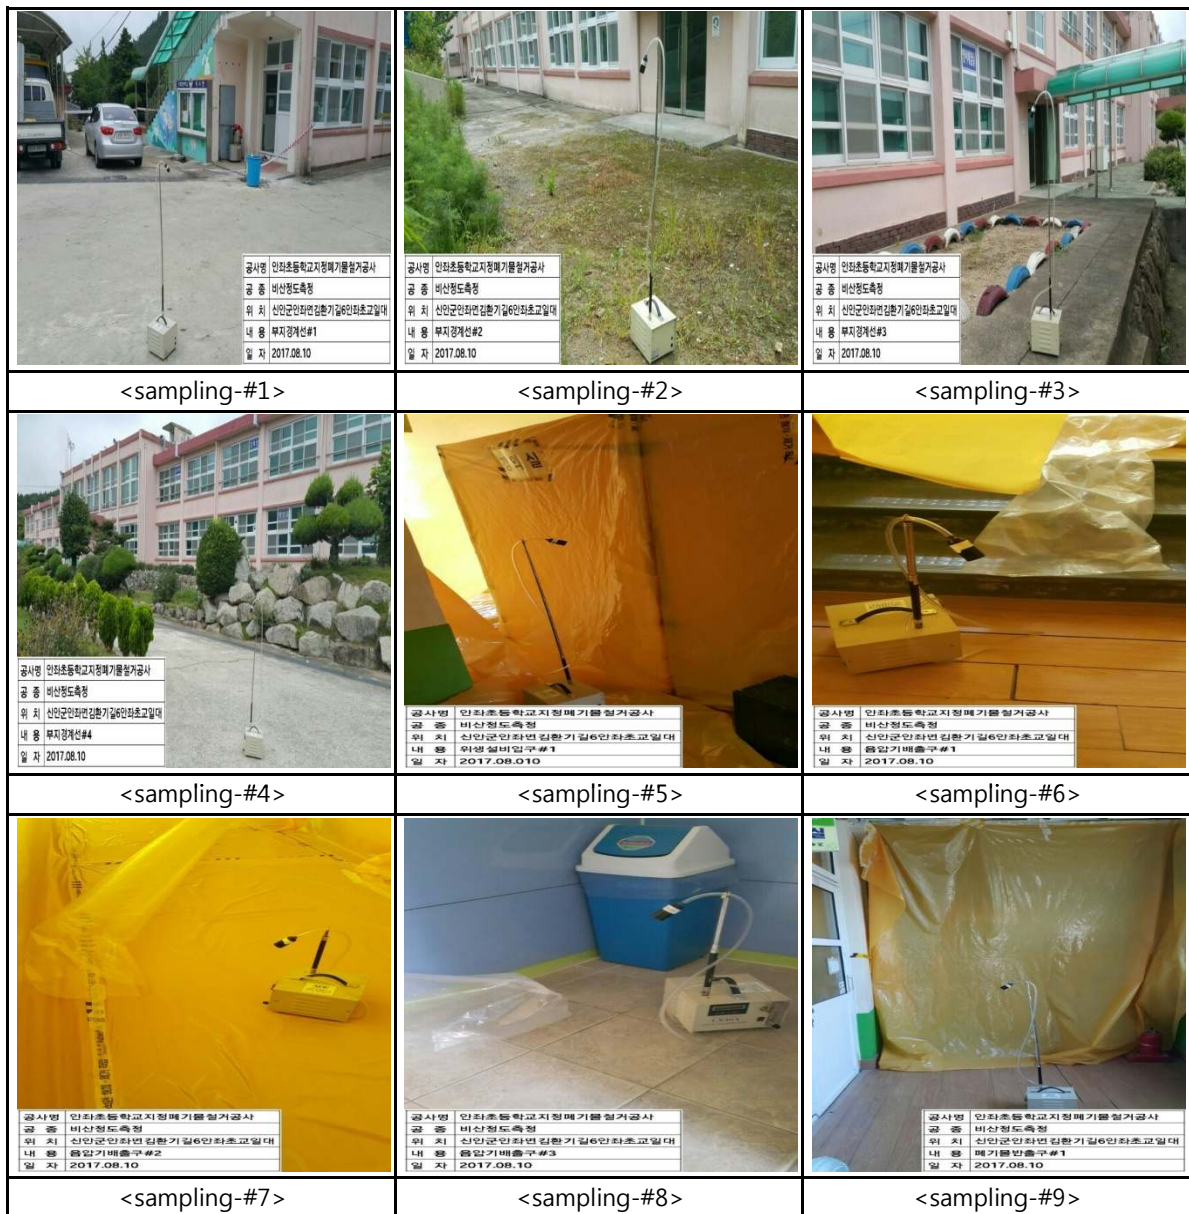 공사명 안좌초등학교지정폐기물철거공사
공 종 비산정도측정
위 치 신안군안좌면김환기길6안좌초교일대
내 용 부지경계선#1
일 자 2017.08.10
공사명 안좌초등학교지정폐기물철거공사
공 종 비산정도측정
위 치 신안군안좌면김환기길6안좌초교일대
내 용 부지경계선#2
일 자 2017.08.10
공사명 안좌초등학교지정폐기물철거공사
공 종 비산정도측정
위 치 신안군안좌면김환기길6안좌초교일대
내 용 부지경계선#3
일 자 2017.08.10
<sampling-#1>
<sampling-#2>
<sampling-#3>
공사명 안좌초등학교지정폐기물철거공사
공 종 비산정도측정
위 치 신안군안좌면김환기길6안좌초교일대
내 용 부지경계선#4
일 자 2017.08.10
공사명 안좌초등학교지정폐기물철거공사
공 종 비산정도측정
위 치 신안군안좌면김환기길6안좌초교일대
내 용 위생설비입구#1
일 자 2017.08.010
공사명 안좌초등학교지정폐기물철거공사
공 종 비산정도측정
위 치 신안군안좌면김환기길6안좌초교일대
내 용 음압기배출구#1
일 자 2017.08.10
<sampling-#4>
<sampling-#5>
<sampling-#6>
공사명 안좌초등학교지정폐기물철거공사
공 종 비산정도측정
위 치 신안군안좌면김환기길6안좌초교일대
내 용 음압기배출구#2
일 자 2017.08.10
공사명 안좌초등학교지정폐기물철거공사
공 종 비산정도측정
위 치 신안군안좌면김환기길6안좌초교일대
내 용 음압기배출구#3
일 자 2017.08.10
공사명 안좌초등학교지정폐기물철거공사
공 종 비산정도측정
위 치 신안군안좌면김환기길6안좌초교일대
내 용 폐기물반출구#1
일 자 2017.08.10
<sampling-#7>
<sampling-#8>
<sampling-#9>